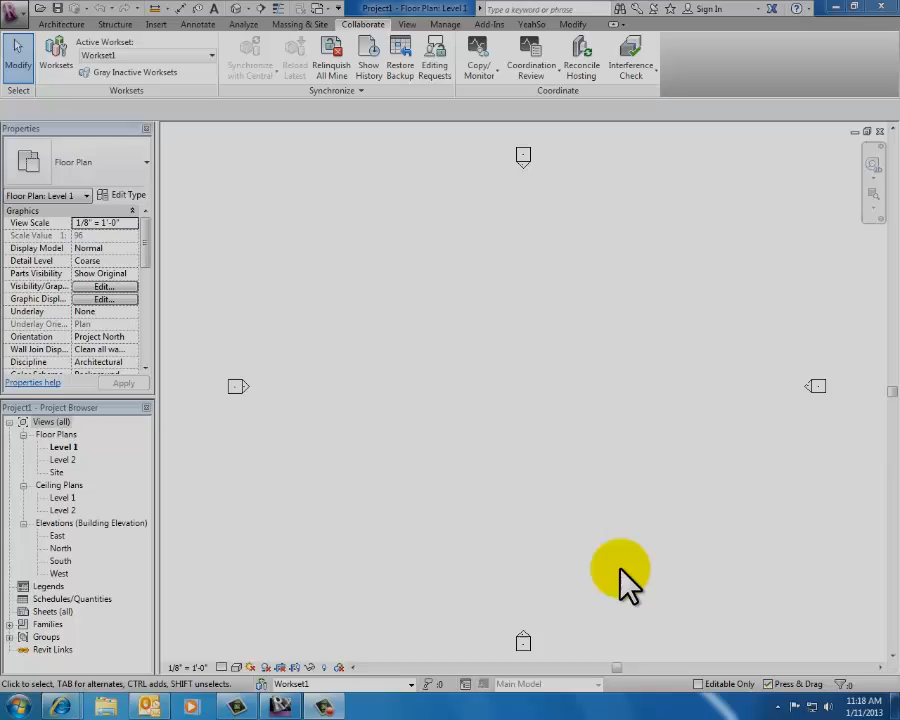 Project1 - Floor Plan: Level 1
Type a keyword or phrase
Sign In
Architecture Structure Insert Annotate Analyze Massing & Site Collaborate View Manage Add-Ins YeahSo Modify
Modify
Worksets
Active Workset:
Workset1
Gray Inactive Worksets
Synchronize with Central
Reload Latest
Relinquish All Mine
Show History
Restore Backup
Editing Requests
Copy/ Monitor
Coordination Review
Reconcile Hosting
Interference Check
Select Worksets Synchronize Coordinate
Properties
Floor Plan
Floor Plan: Level 1 Edit Type
Graphics
View Scale 1/8" = 1'-0"
Scale Value 1: 96
Display Model Normal
Detail Level Coarse
Parts Visibility Show Original
Visibility/Grap... Edit...
Graphic Displ... Edit...
Underlay None
Underlay Orie... Plan
Orientation Project North
Wall Join Disp... Clean all wa...
Discipline Architectural
Properties help Apply
Project1 - Project Browser
Views (all)
Floor Plans
Level 1
Level 2
Site
Ceiling Plans
Level 1
Level 2
Elevations (Building Elevation)
East
North
South
West
Legends
Schedules/Quantities
Sheets (all)
Families
Groups
Revit Links
1/8" = 1'-0"
Click to select, TAB for alternates, CTRL adds, SHIFT unselects. Workset1 :0 Main Model Editable Only Press & Drag :0
11:18 AM
1/11/2013